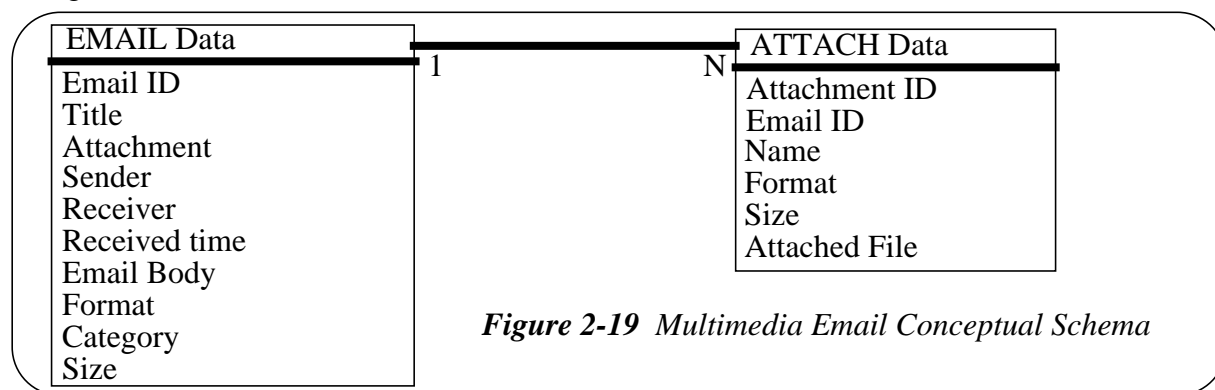 EMAIL Data
1
N
ATTACH Data
Email ID
Title
Attachment
Sender
Receiver
Received time
Email Body
Format
Category
Size
Attachment ID
Email ID
Name
Format
Size
Attached File
Figure 2-19 Multimedia Email Conceptual Schema